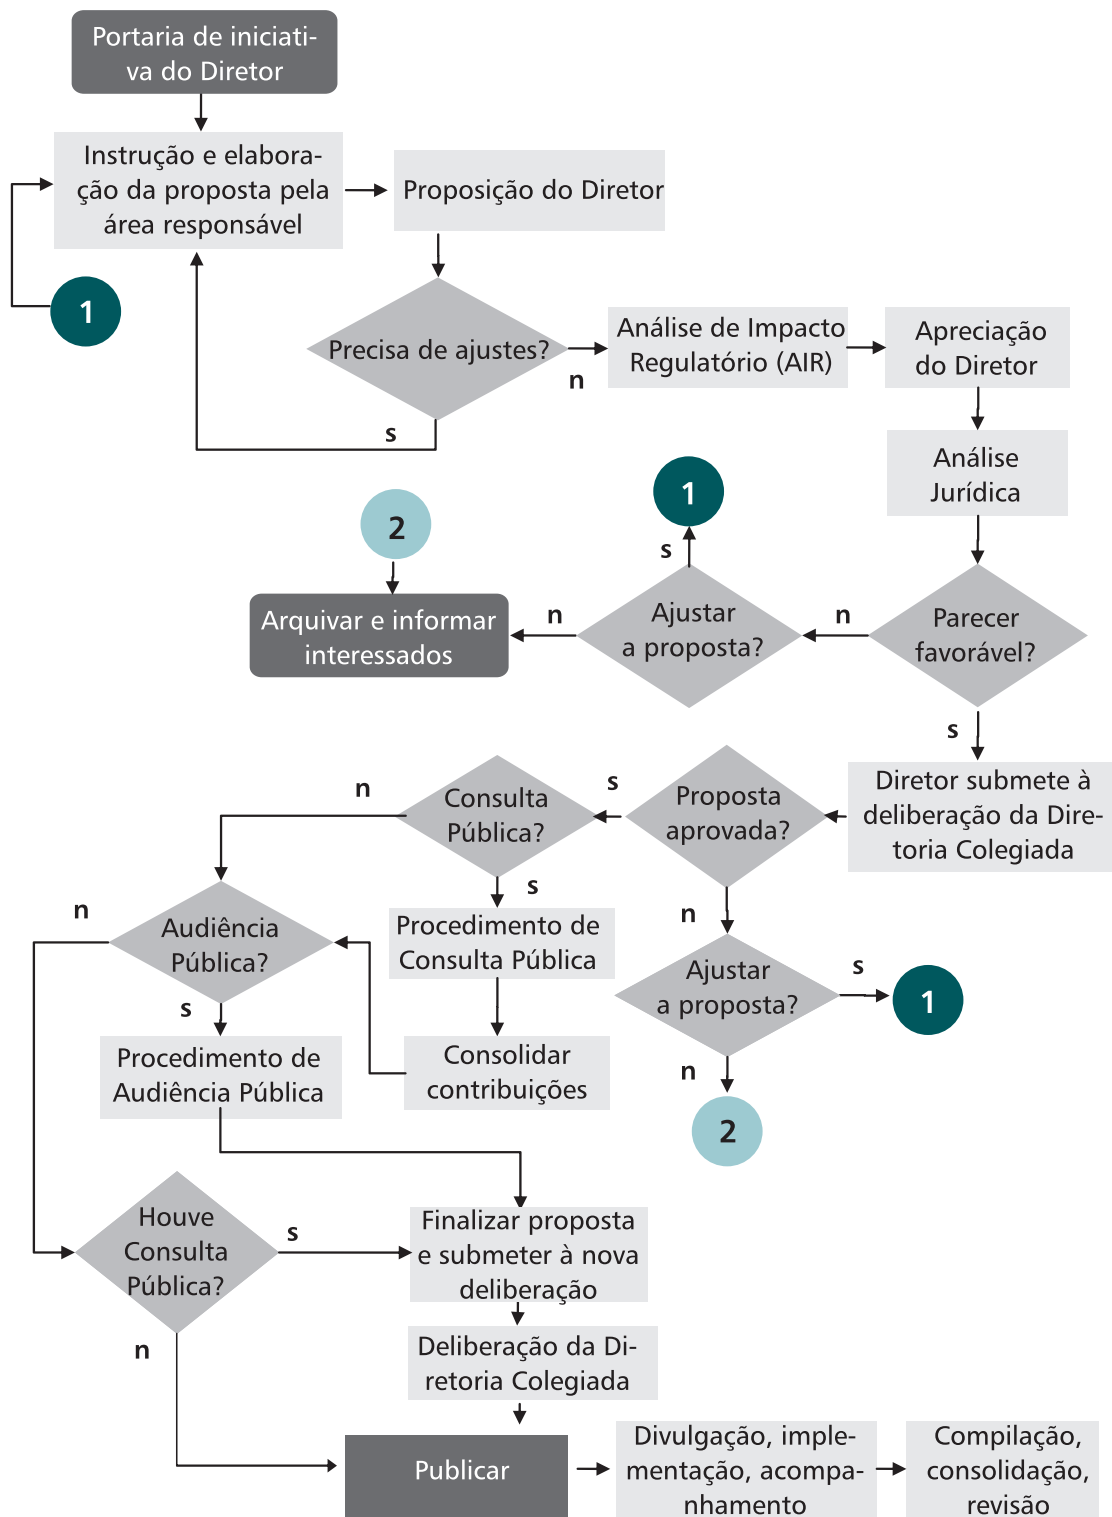 Portaria de iniciati-
va do Diretor
Instrução e elabora-
ção da proposta pela
área responsável
Proposição do Diretor
1
Precisa de ajustes?
n
s
Análise de Impacto
Regulatório (AIR)
Apreciação
do Diretor
Análise
Jurídica
1
s
2
Arquivar e informar
interessados
n
Ajustar
a proposta?
n
Parecer
favorável?
s
Diretor submete à
deliberação da Dire-
toria Colegiada
Proposta
aprovada?
s
Consulta
Pública?
n
s
n
Procedimento de
Consulta Pública
Ajustar
a proposta?
s
1
n
2
Audiência
Pública?
n
s
Consolidar
contribuições
Procedimento de
Audiência Pública
Houve
Consulta
Pública?
s
n
Finalizar proposta
e submeter à nova
deliberação
Deliberação da Di-
retoria Colegiada
Publicar
Divulgação, imple-
mentação, acompa-
nhamento
Compilação,
consolidação,
revisão